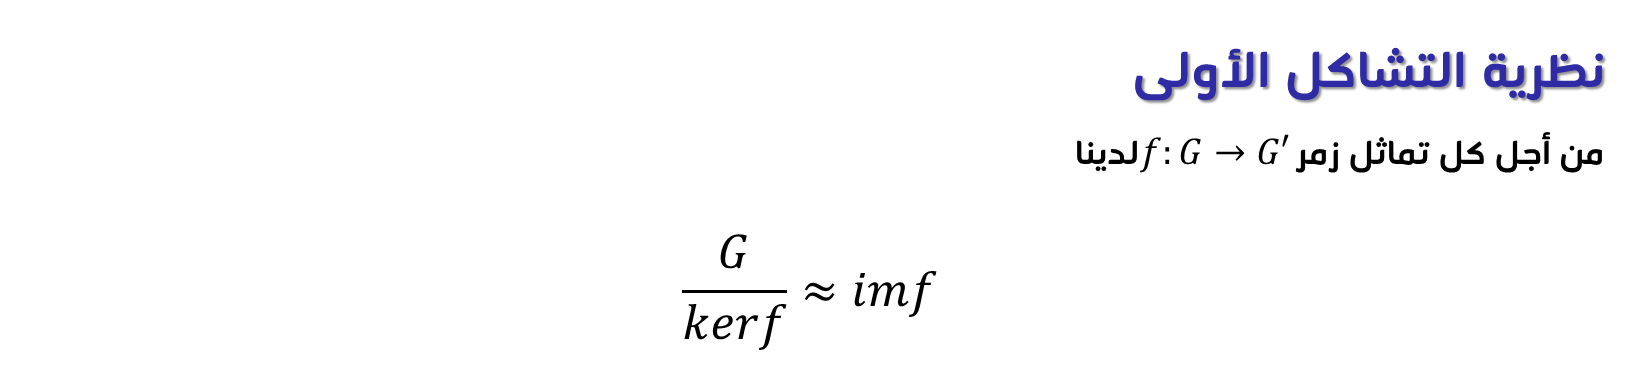 نظرية التشاكل الأولى
من أجل كل تماثل زمر f : G → G′ لدينا
G
kerf ≈ imf